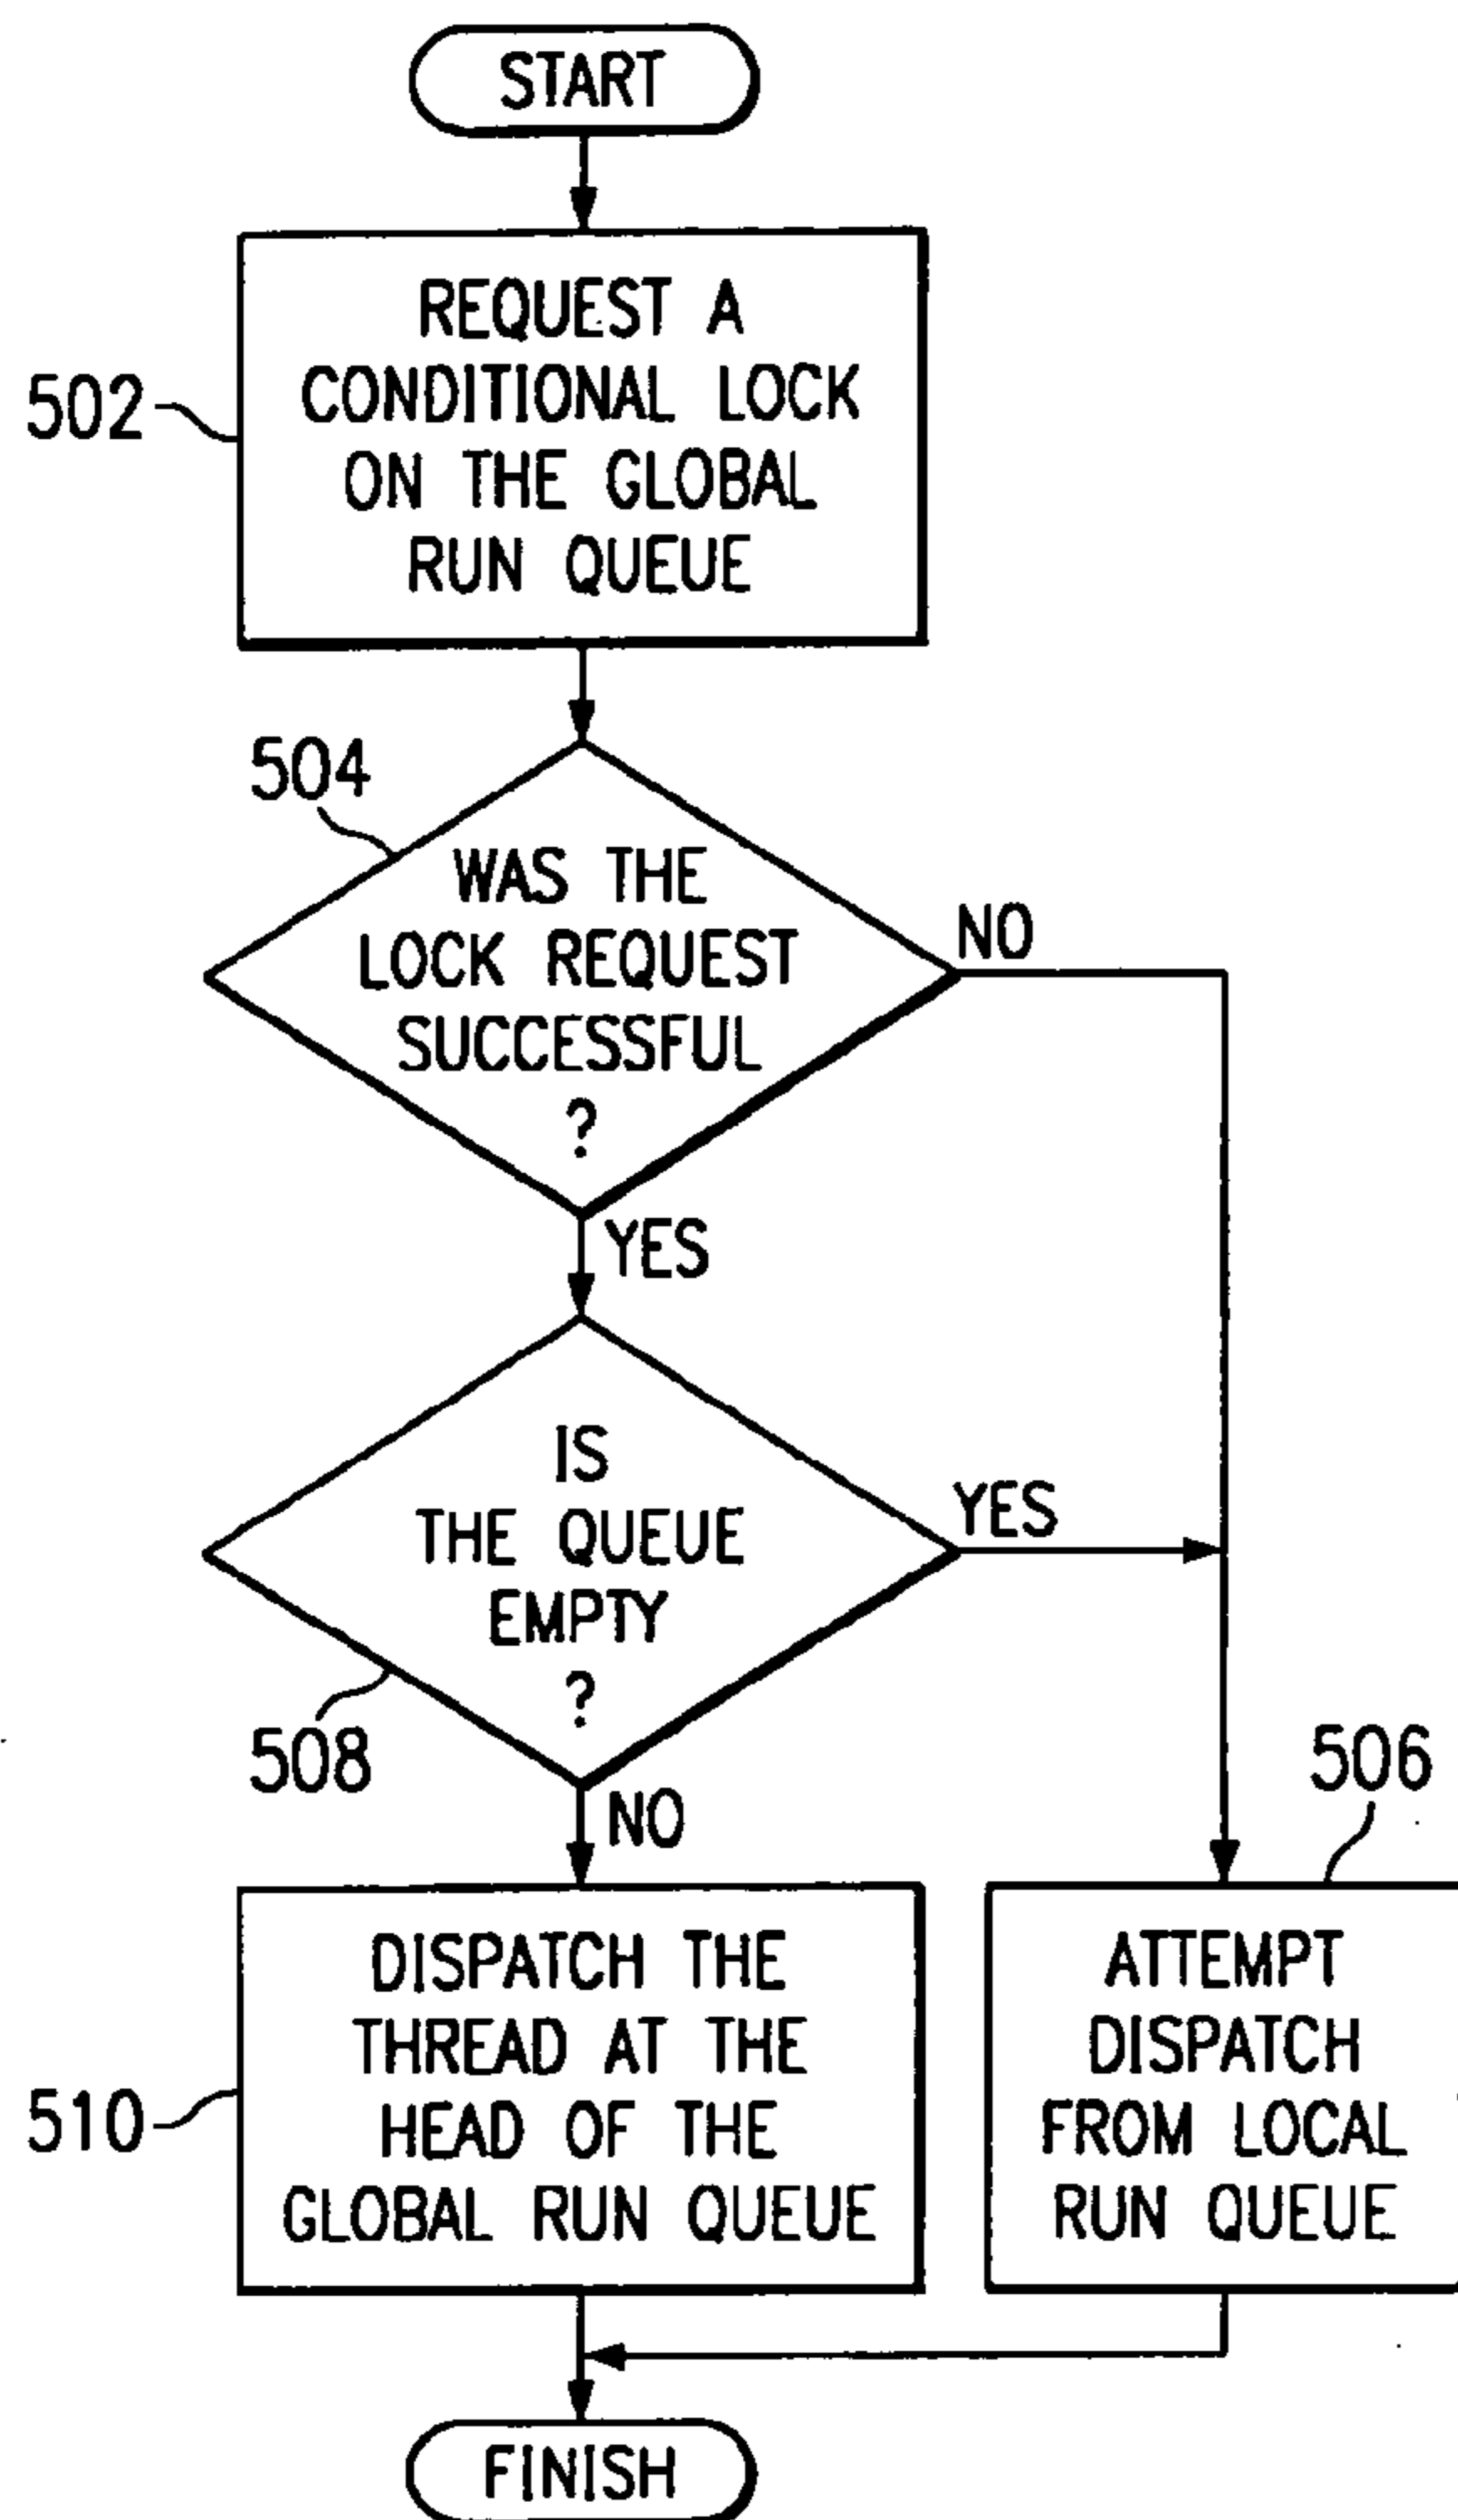 START
REQUEST A
CONDITIONAL LOCK
ON THE GLOBAL
RUN QUEUE
502
504
WAS THE
LOCK REQUEST
SUCCESSFUL
?
NO
YES
IS
THE QUEUE
EMPTY
?
YES
508
NO
506
DISPATCH THE
THREAD AT THE
HEAD OF THE
GLOBAL RUN QUEUE
510
ATTEMPT
DISPATCH
FROM LOCAL
RUN QUEUE
FINISH